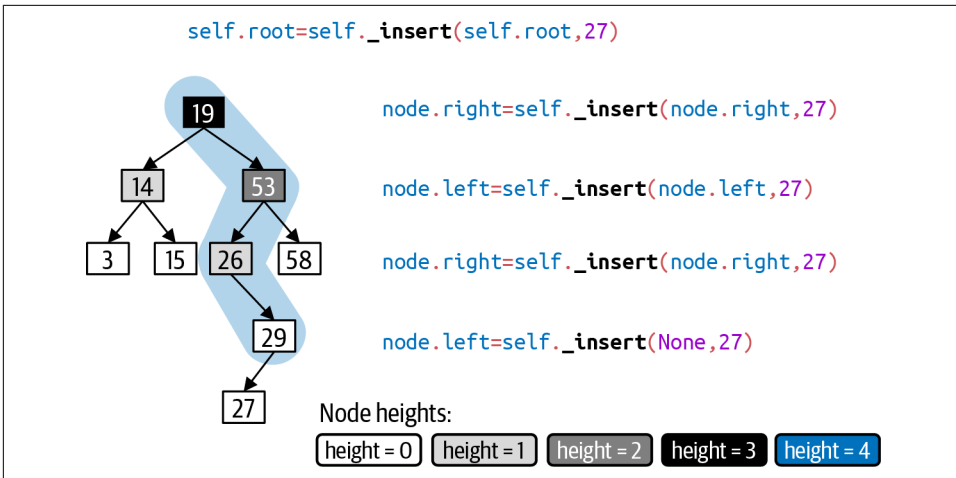 self.root=self._insert(self.root,27)
19
node.right=self._insert(node.right,27)
14
53
node.left=self._insert(node.left,27)
3
15
26
58
node.right=self._insert(node.right,27)
29
node.left=self._insert(None,27)
27
Node heights:
height = 0
height = 1
height = 2
height = 3
height = 4